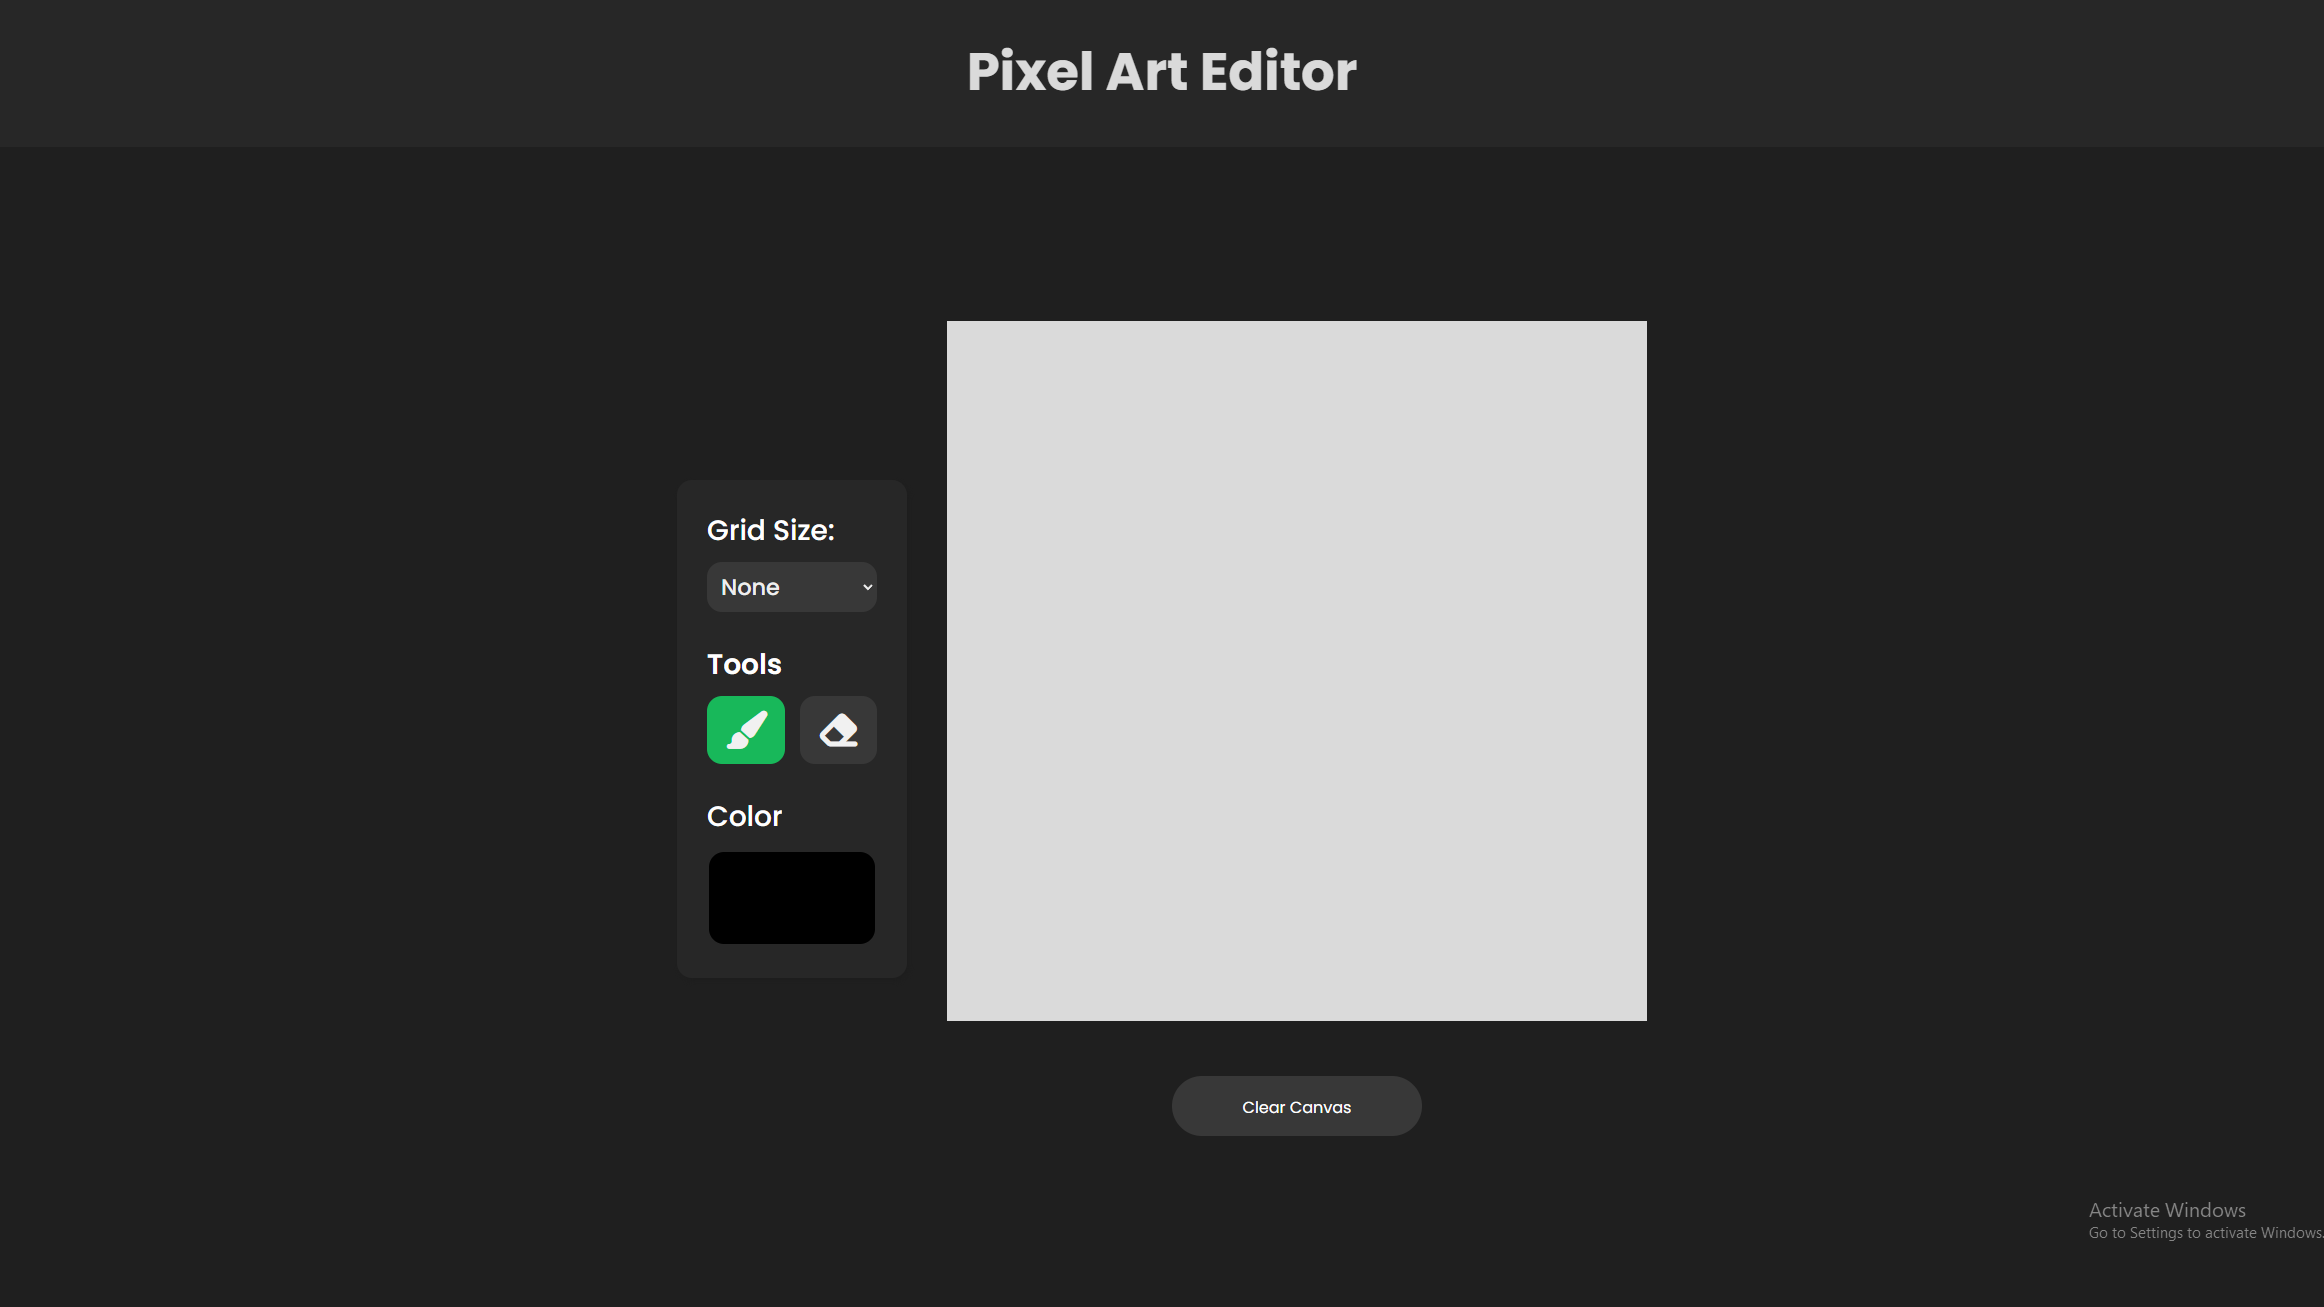 Pixel Art Editor
Grid Size:
None
Tools
Color
Clear Canvas
Activate Windows
Go to Settings to activate Windows.